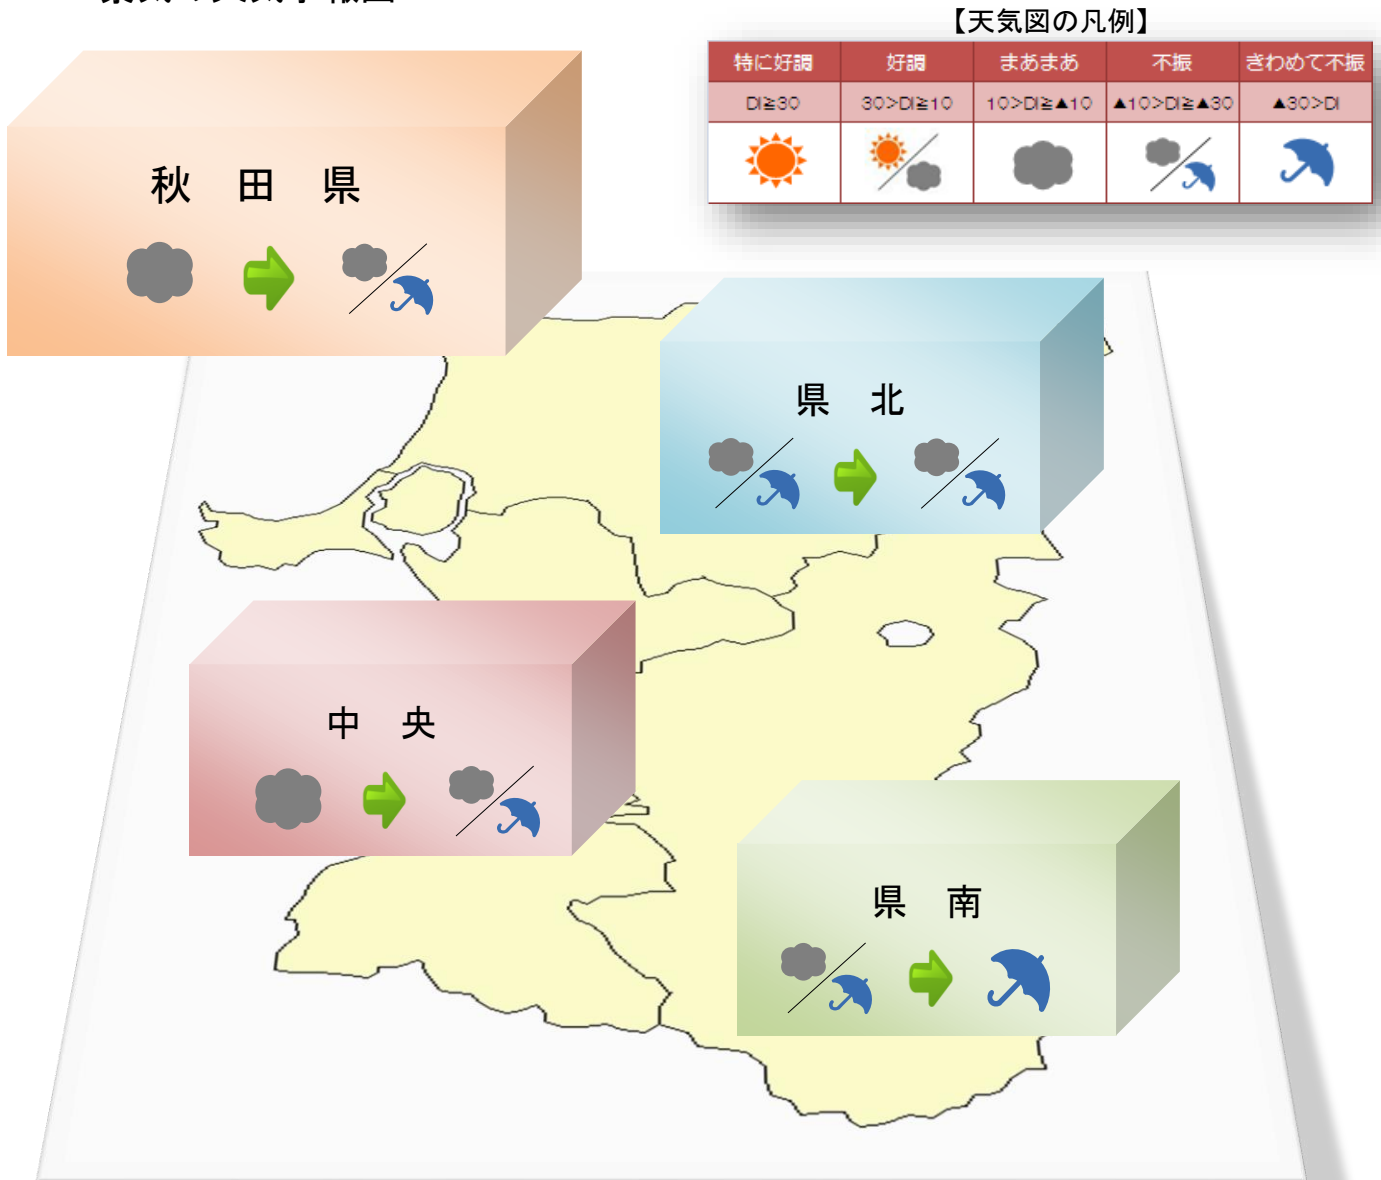 【天気図の凡例】
特に好調 好調 まあまあ 不振 きわめて不振
DI≧30 30>DI≧10 10>DI≧▲10 ▲10>DI≧▲30 ▲30>DI
秋 田 県
県 北
中 央
県 南